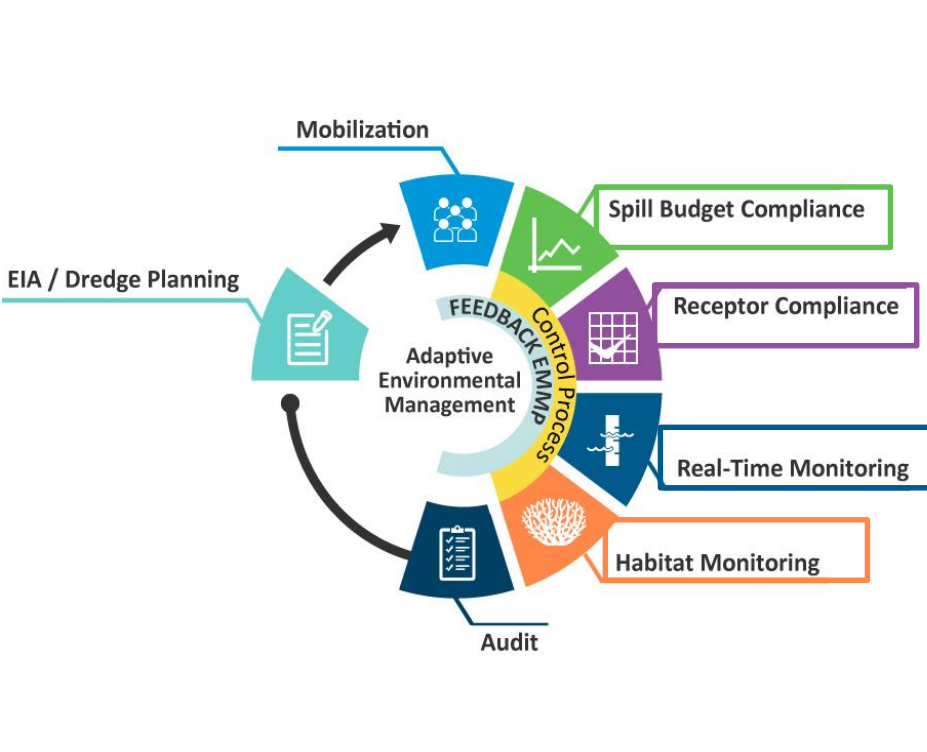 Mobilization
Spill Budget Compliance
EIA / Dredge Planning
Receptor Compliance
FEEDBACK EMMP
Control Process
Adaptive
Environmental
Management
Real-Time Monitoring
Habitat Monitoring
Audit